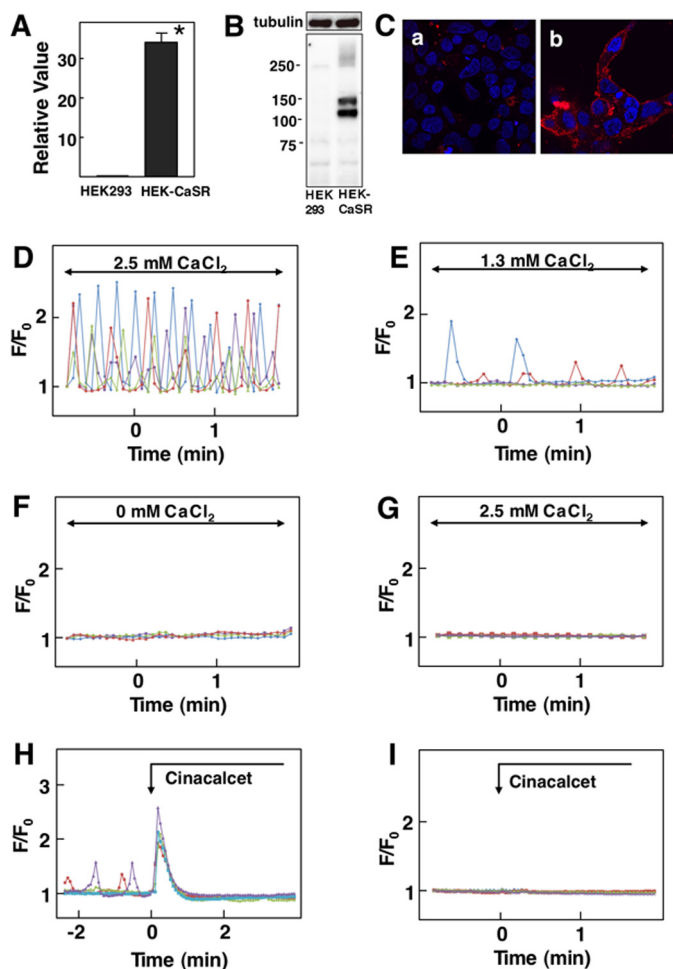 A
Relative Value
30
20
10
HEK293 HEK-CaSR
*
B
tubulin
250
150
100
75
HEK HEK-
293 CaSR
C
a
b
D
2.5 mM CaCl2
F/F0
2
1
0 1
Time (min)
E
1.3 mM CaCl2
F/F0
2
1
0 1
Time (min)
F
0 mM CaCl2
F/F0
2
1
0 1
Time (min)
G
2.5 mM CaCl2
F/F0
2
1
0 1
Time (min)
H
Cinacalcet
F/F0
3
2
1
-2 0 2
Time (min)
I
Cinacalcet
F/F0
3
2
1
0 1
Time (min)